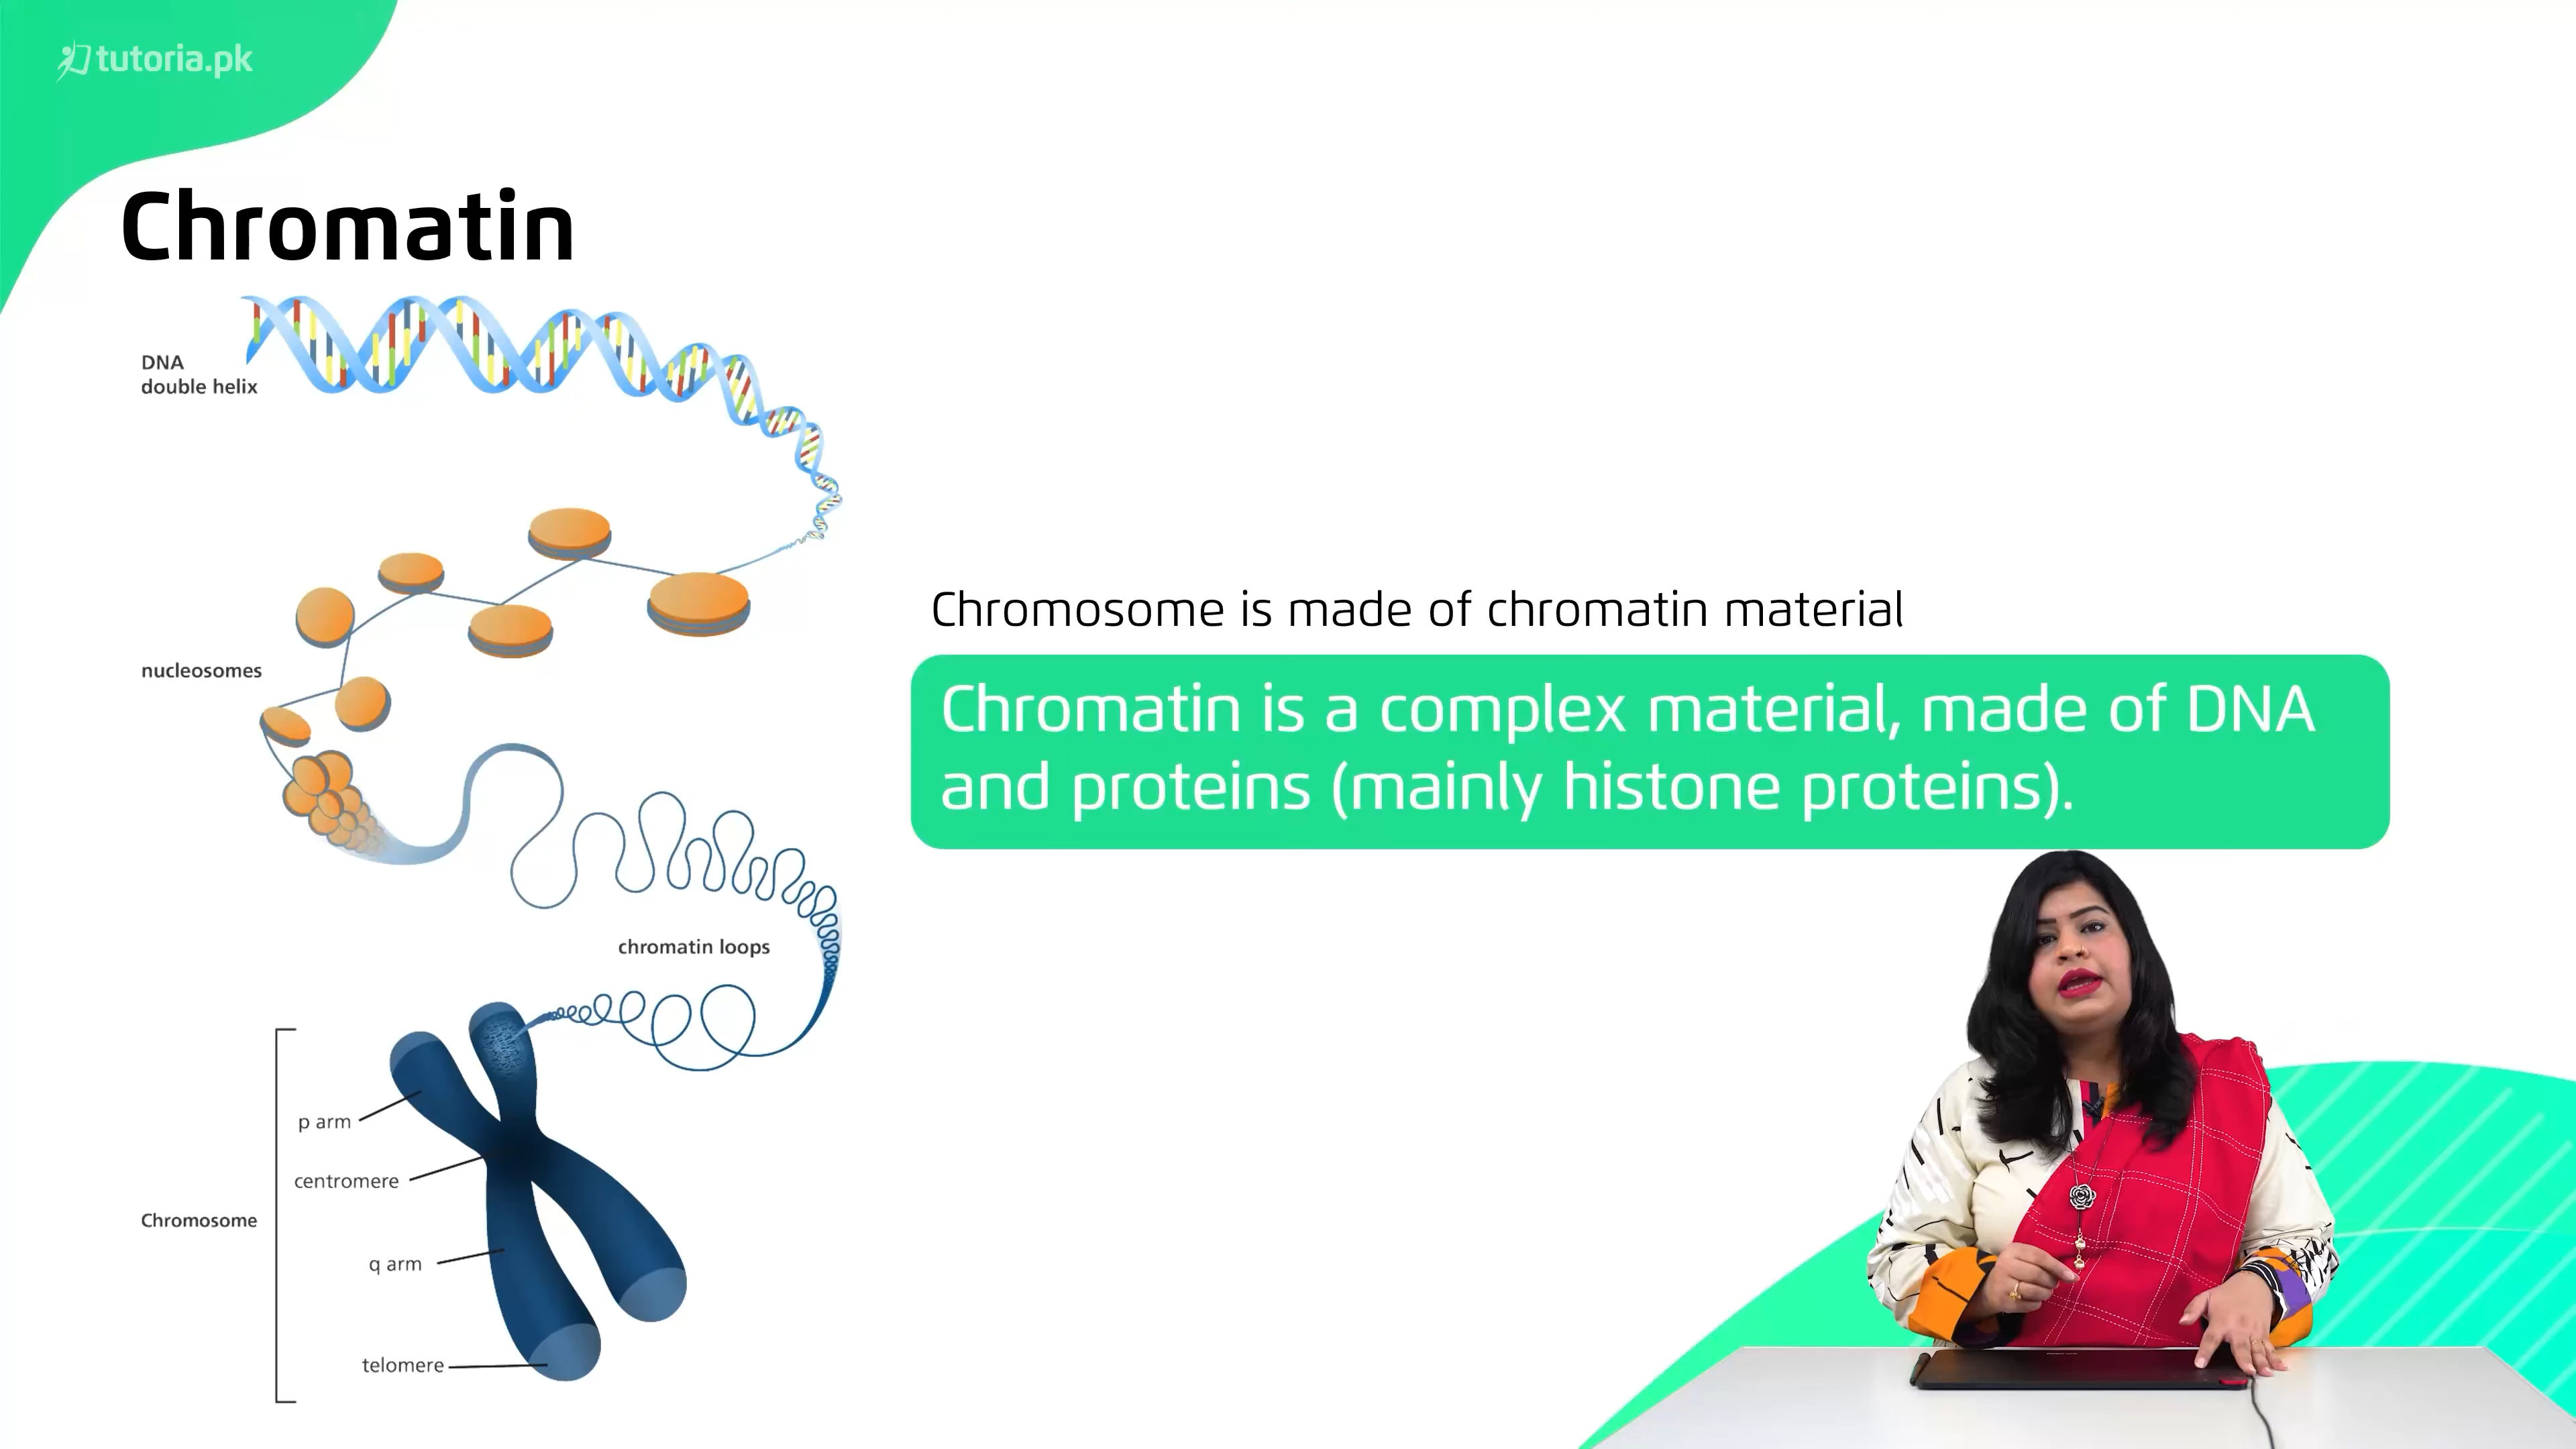 tutoria.pk
Chromatin
DNA
double helix
nucleosomes
Chromosome is made of chromatin material
Chromatin is a complex material, made of DNA
and proteins (mainly histone proteins).
chromatin loops
p arm
centromere
Chromosome
q arm
telomere